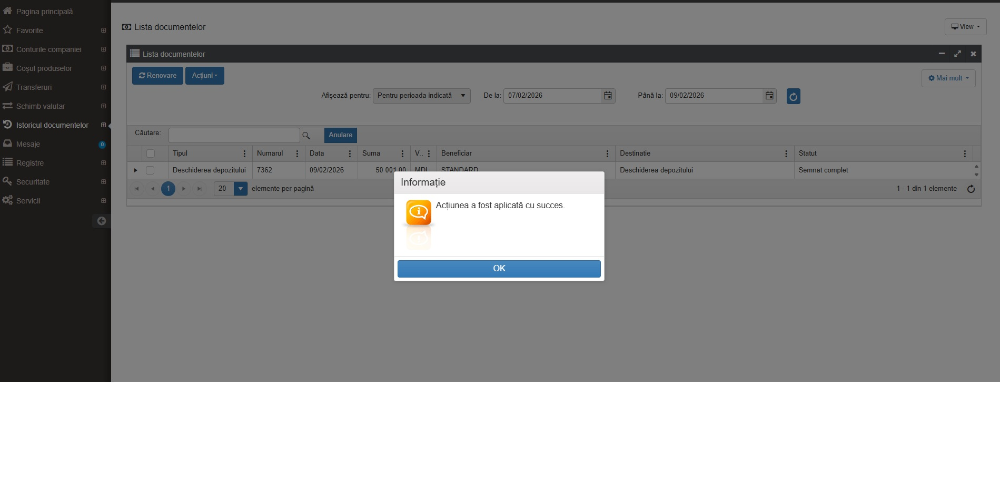 Pagina principală
Favorite
Conturile companiei
Coșul produselor
Transferuri
Schimb valutar
Istoricul documentelor
Mesaje 0
Registre
Securitate
Servicii
Lista documentelor
View
Lista documentelor
Renovare Acţiuni
Mai mult
Afişează pentru: Pentru perioada indicată De la: 07/02/2026 Până la: 09/02/2026
Căutare: Anulare
Tipul Numarul Data Suma V.. Beneficiar Destinatie Statut
Deschiderea depozitului 7362 09/02/2026 50 001.00 MDL STANDARD Deschiderea depozitului Semnat complet
1 20 elemente per pagină 1 - 1 din 1 elemente
Informație
Acțiunea a fost aplicată cu succes.
OK